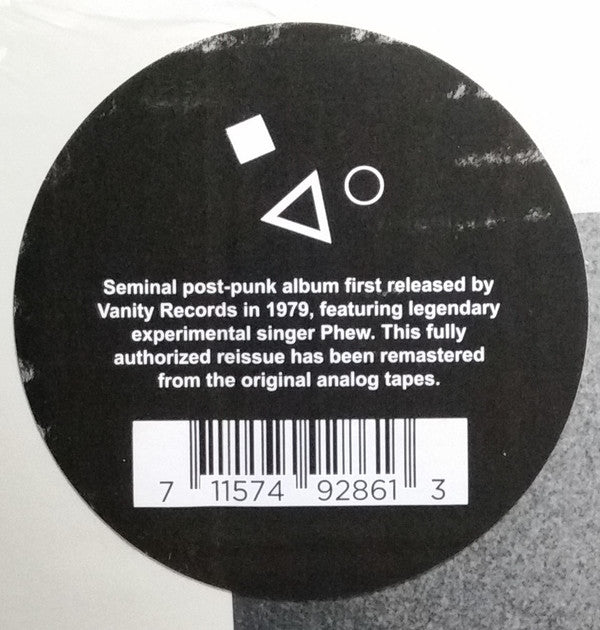 Seminal post-punk album first released by
Vanity Records in 1979, featuring legendary
experimental singer Phew. This fully
authorized reissue has been remastered
from the original analog tapes.
7 11574 92861 3